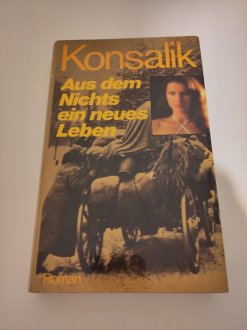 Konsalik
Aus dem
Nichts
ein neues
Leben
Roman